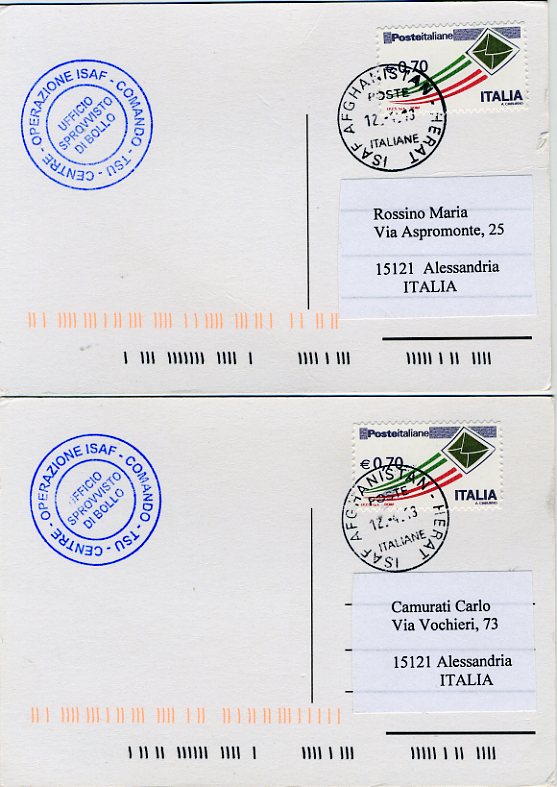 OPERAZIONE ISAF - COMANDO - TSU - CENTRE -
UFFICIO
SPROVVISTO
DI BOLLO
Posteitaliane
€0,70
ITALIA
ISAF AFGHANISTAN - HERAT
POSTE
ITALIANE
Rossino Maria
Via Aspromonte, 25
15121 Alessandria
ITALIA
OPERAZIONE ISAF - COMANDO - TSU - CENTRE -
UFFICIO
SPROVVISTO
DI BOLLO
Posteitaliane
€0,70
ITALIA
ISAF AFGHANISTAN - HERAT
POSTE
ITALIANE
Camurati Carlo
Via Vochieri, 73
15121 Alessandria
ITALIA